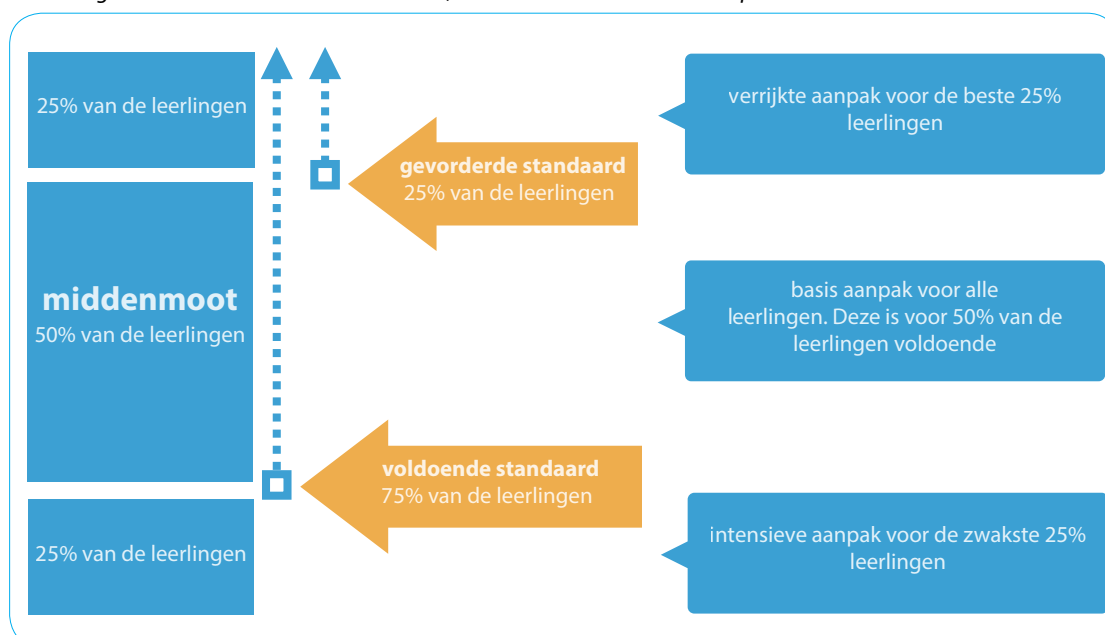 25% van de leerlingen
verrijkte aanpak voor de beste 25%
leerlingen
gevorderde standaard
25% van de leerlingen
middenmoot
50% van de leerlingen
basis aanpak voor alle
leerlingen. Deze is voor 50% van de
leerlingen voldoende
voldoende standaard
75% van de leerlingen
25% van de leerlingen
intensieve aanpak voor de zwakste 25%
leerlingen